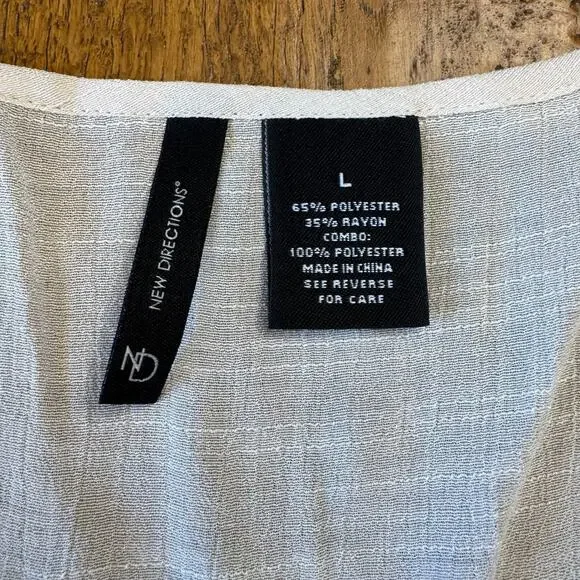 NEW DIRECTIONS®
ND
L
65% POLYESTER
35% RAYON
COMBO:
100% POLYESTER
MADE IN CHINA
SEE REVERSE
FOR CARE